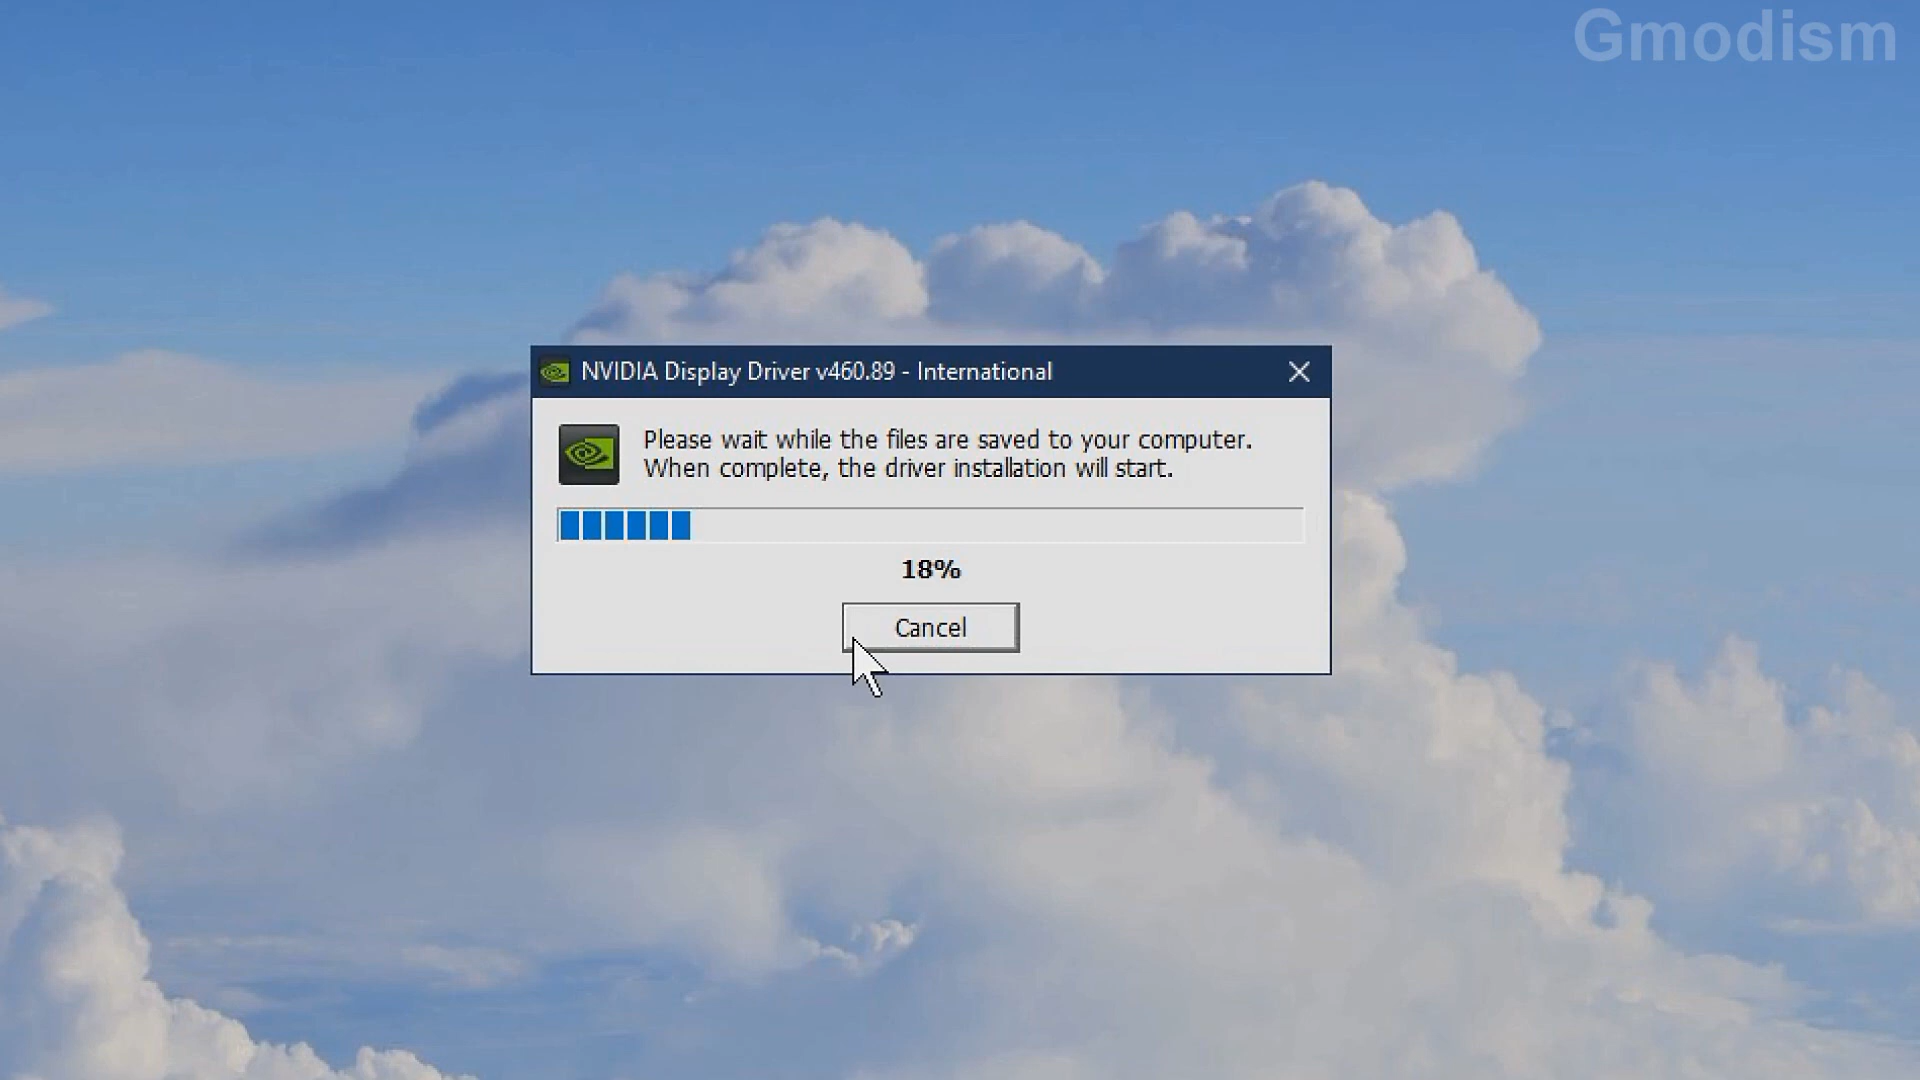 Gmodism
NVIDIA Display Driver v460.89 - International
Please wait while the files are saved to your computer.
When complete, the driver installation will start.
18%
Cancel